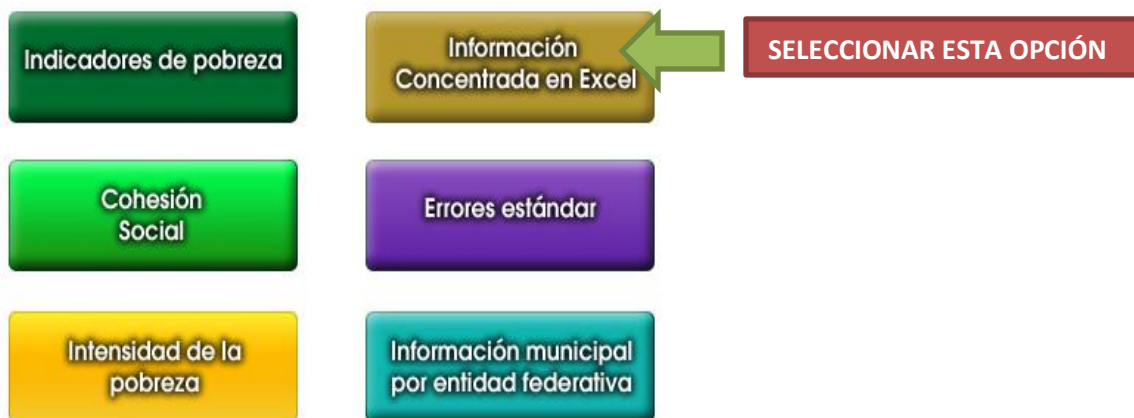 Indicadores de pobreza
Información
Concentrada en Excel
SELECCIONAR ESTA OPCIÓN
Cohesión
Social
Errores estándar
Intensidad de la
pobreza
Información municipal
por entidad federativa